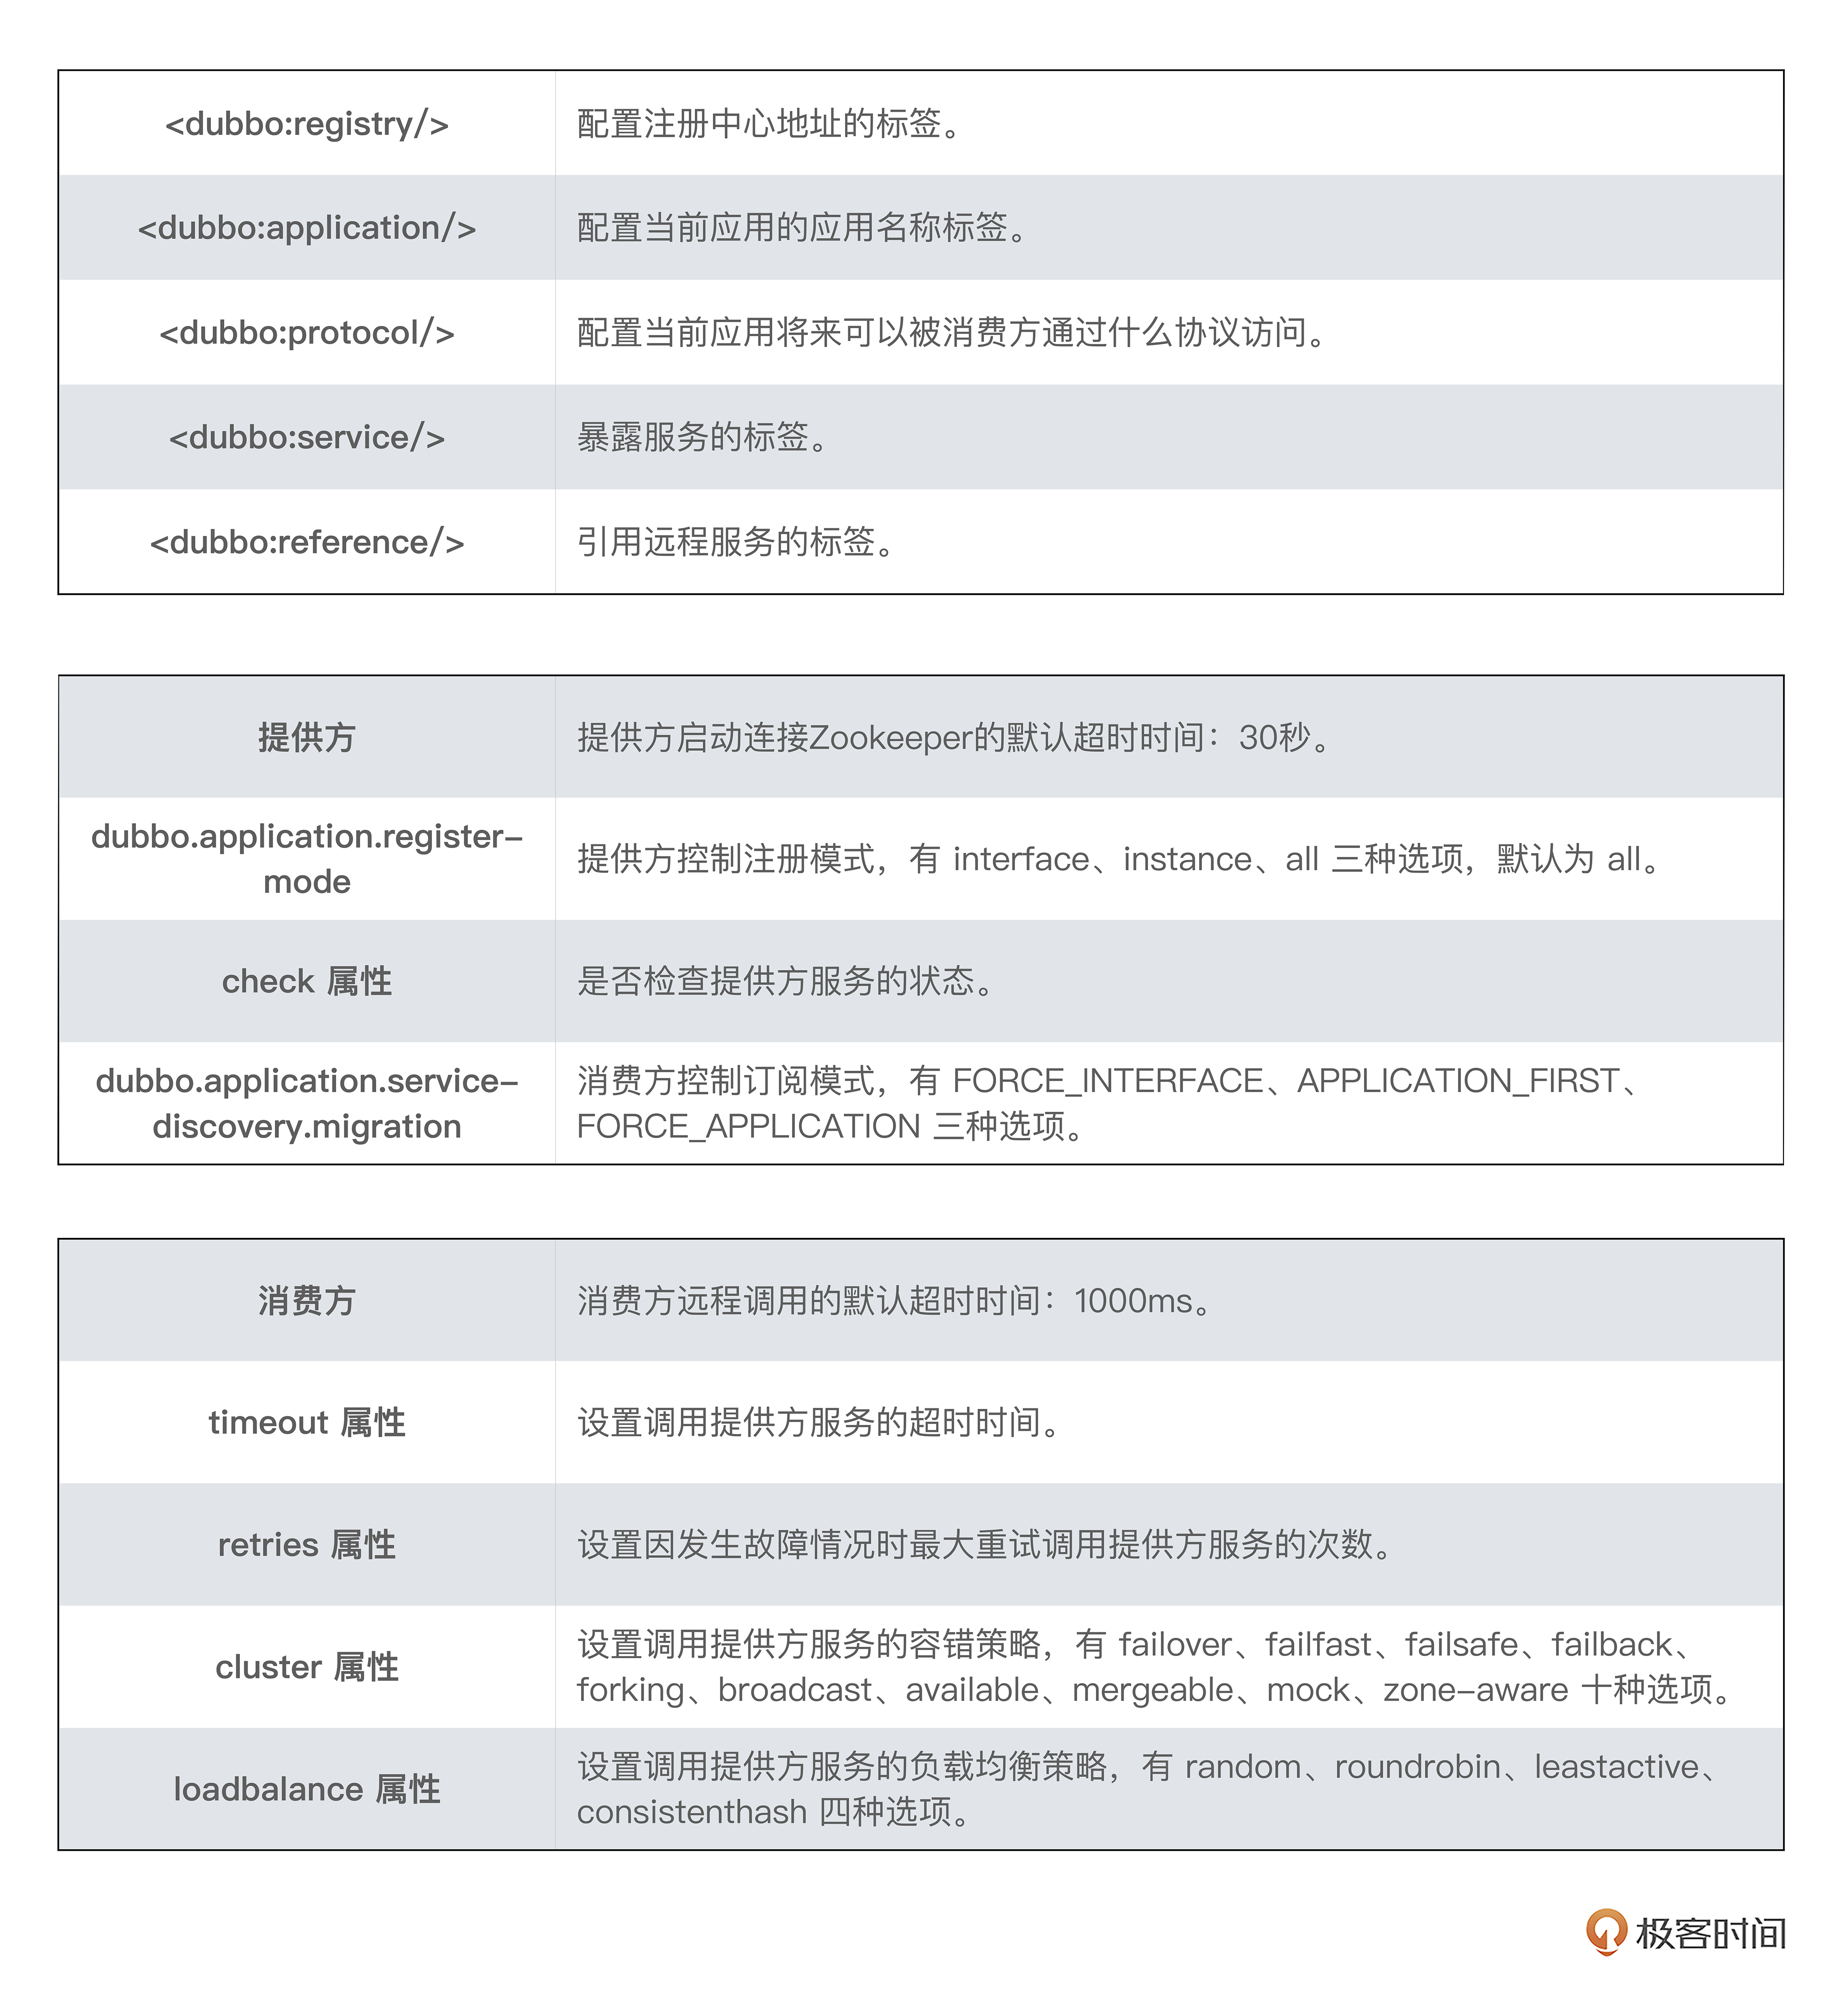 <dubbo:registry/>
配置注册中心地址的标签。
<dubbo:application/>
配置当前应用的应用名称标签。
<dubbo:protocol/>
配置当前应用将来可以被消费方通过什么协议访问。
<dubbo:service/>
暴露服务的标签。
<dubbo:reference/>
引用远程服务的标签。
提供方
提供方启动连接Zookeeper的默认超时时间：30秒。
dubbo.application.register-
mode
提供方控制注册模式，有 interface、instance、all 三种选项，默认为 all。
check 属性
是否检查提供方服务的状态。
dubbo.application.service-
discovery.migration
消费方控制订阅模式，有 FORCE_INTERFACE、APPLICATION_FIRST、
FORCE_APPLICATION 三种选项。
消费方
消费方远程调用的默认超时时间：1000ms。
timeout 属性
设置调用提供方服务的超时时间。
retries 属性
设置因发生故障情况时最大重试调用提供方服务的次数。
cluster 属性
设置调用提供方服务的容错策略，有 failover、failfast、failsafe、failback、
forking、broadcast、available、mergeable、mock、zone-aware 十种选项。
loadbalance 属性
设置调用提供方服务的负载均衡策略，有 random、roundrobin、leastactive、
consistenthash 四种选项。
极客时间